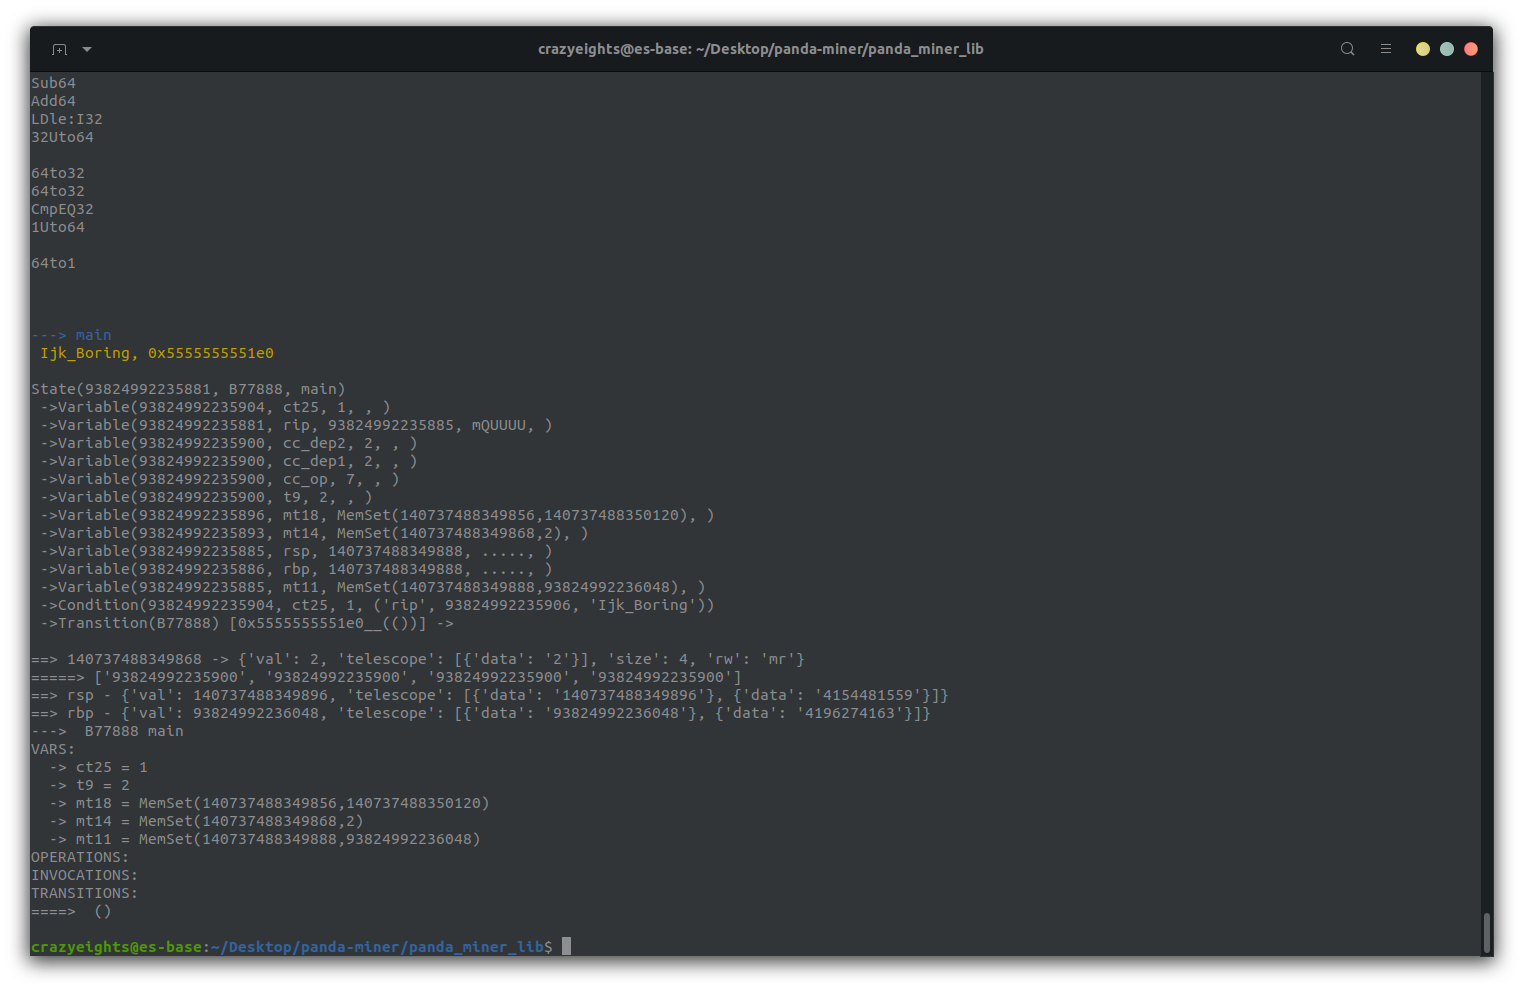 crazyeights@es-base: ~/Desktop/panda-miner/panda_miner_lib
Sub64
Add64
LDle:I32
32Uto64
64to32
64to32
CmpEQ32
1Uto64
64to1
---> main
Ijk_Boring, 0x5555555551e0
State(93824992235881, B77888, main)
->Variable(93824992235904, ct25, 1, , )
->Variable(93824992235881, rip, 93824992235885, mQUUUU, )
->Variable(93824992235900, cc_dep2, 2, , )
->Variable(93824992235900, cc_dep1, 2, , )
->Variable(93824992235900, cc_op, 7, , )
->Variable(93824992235900, t9, 2, , )
->Variable(93824992235896, mt18, MemSet(140737488349856,140737488350120), )
->Variable(93824992235893, mt14, MemSet(140737488349868,2), )
->Variable(93824992235885, rsp, 140737488349888, ....., )
->Variable(93824992235886, rbp, 140737488349888, ....., )
->Variable(93824992235885, mt11, MemSet(140737488349888,93824992236048), )
->Condition(93824992235904, ct25, 1, ('rip', 93824992235906, 'Ijk_Boring'))
->Transition(B77888) [0x5555555551e0__(())] ->
==> 140737488349868 -> {'val': 2, 'telescope': [{'data': '2'}], 'size': 4, 'rw': 'mr'}
=====> ['93824992235900', '93824992235900', '93824992235900', '93824992235900']
==> rsp - {'val': 140737488349896, 'telescope': [{'data': '140737488349896'}, {'data': '4154481559'}]}
==> rbp - {'val': 93824992236048, 'telescope': [{'data': '93824992236048'}, {'data': '4196274163'}]}
---> B77888 main
VARS:
-> ct25 = 1
-> t9 = 2
-> mt18 = MemSet(140737488349856,140737488350120)
-> mt14 = MemSet(140737488349868,2)
-> mt11 = MemSet(140737488349888,93824992236048)
OPERATIONS:
INVOCATIONS:
TRANSITIONS:
====> ()
crazyeights@es-base:~/Desktop/panda-miner/panda_miner_lib$